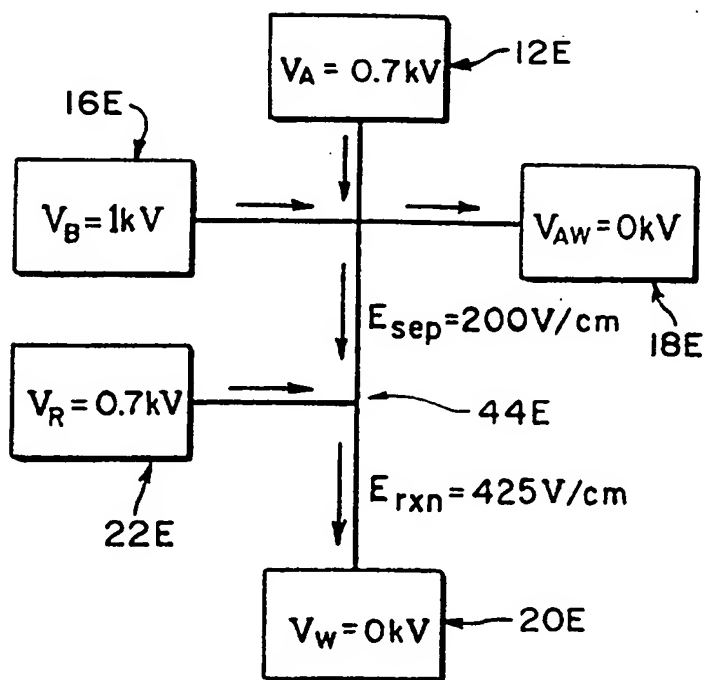 12E
V_A = 0.7kV
16E
V_B = 1kV
V_AW = 0kV
E_sep = 200V/cm
18E
V_R = 0.7kV
44E
E_rxn = 425V/cm
22E
V_W = 0kV
20E